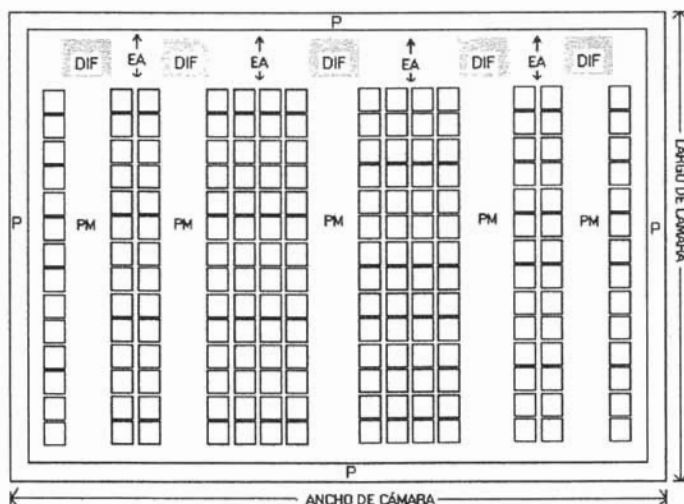 P
DIF EA DIF EA DIF EA DIF EA DIF
P PM PM PM PM P
LARGO DE CÁMARA
P
ANCHO DE CÁMARA